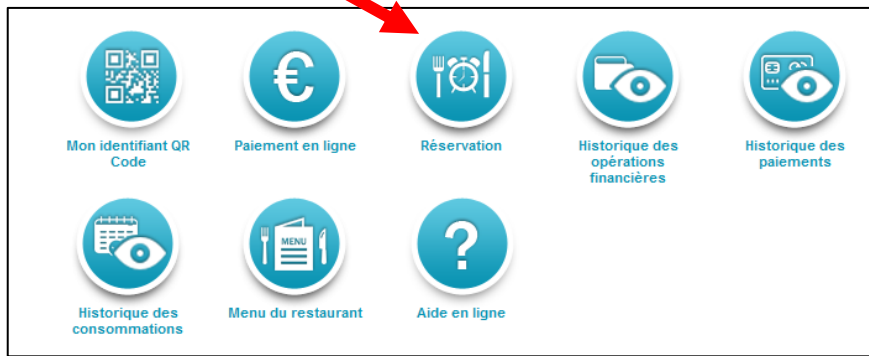 Mon identifiant QR
Code
Paiement en ligne
Réservation
Historique des
opérations
financières
Historique des
paiements
MENU
Historique des
consommations
Menu du restaurant
Aide en ligne